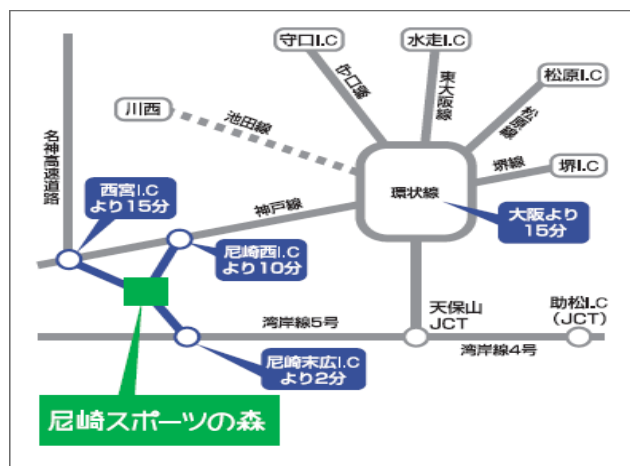 守口I.C
水走I.C
松原I.C
川西
池田線
守口線
東大阪線
松原線
堺線
堺I.C
名神高速道路
西宮I.C
より15分
神戸線
環状線
大阪より
15分
尼崎西I.C
より10分
天保山
JCT
助松I.C
(JCT)
湾岸線5号
湾岸線4号
尼崎末広I.C
より2分
尼崎スポーツの森